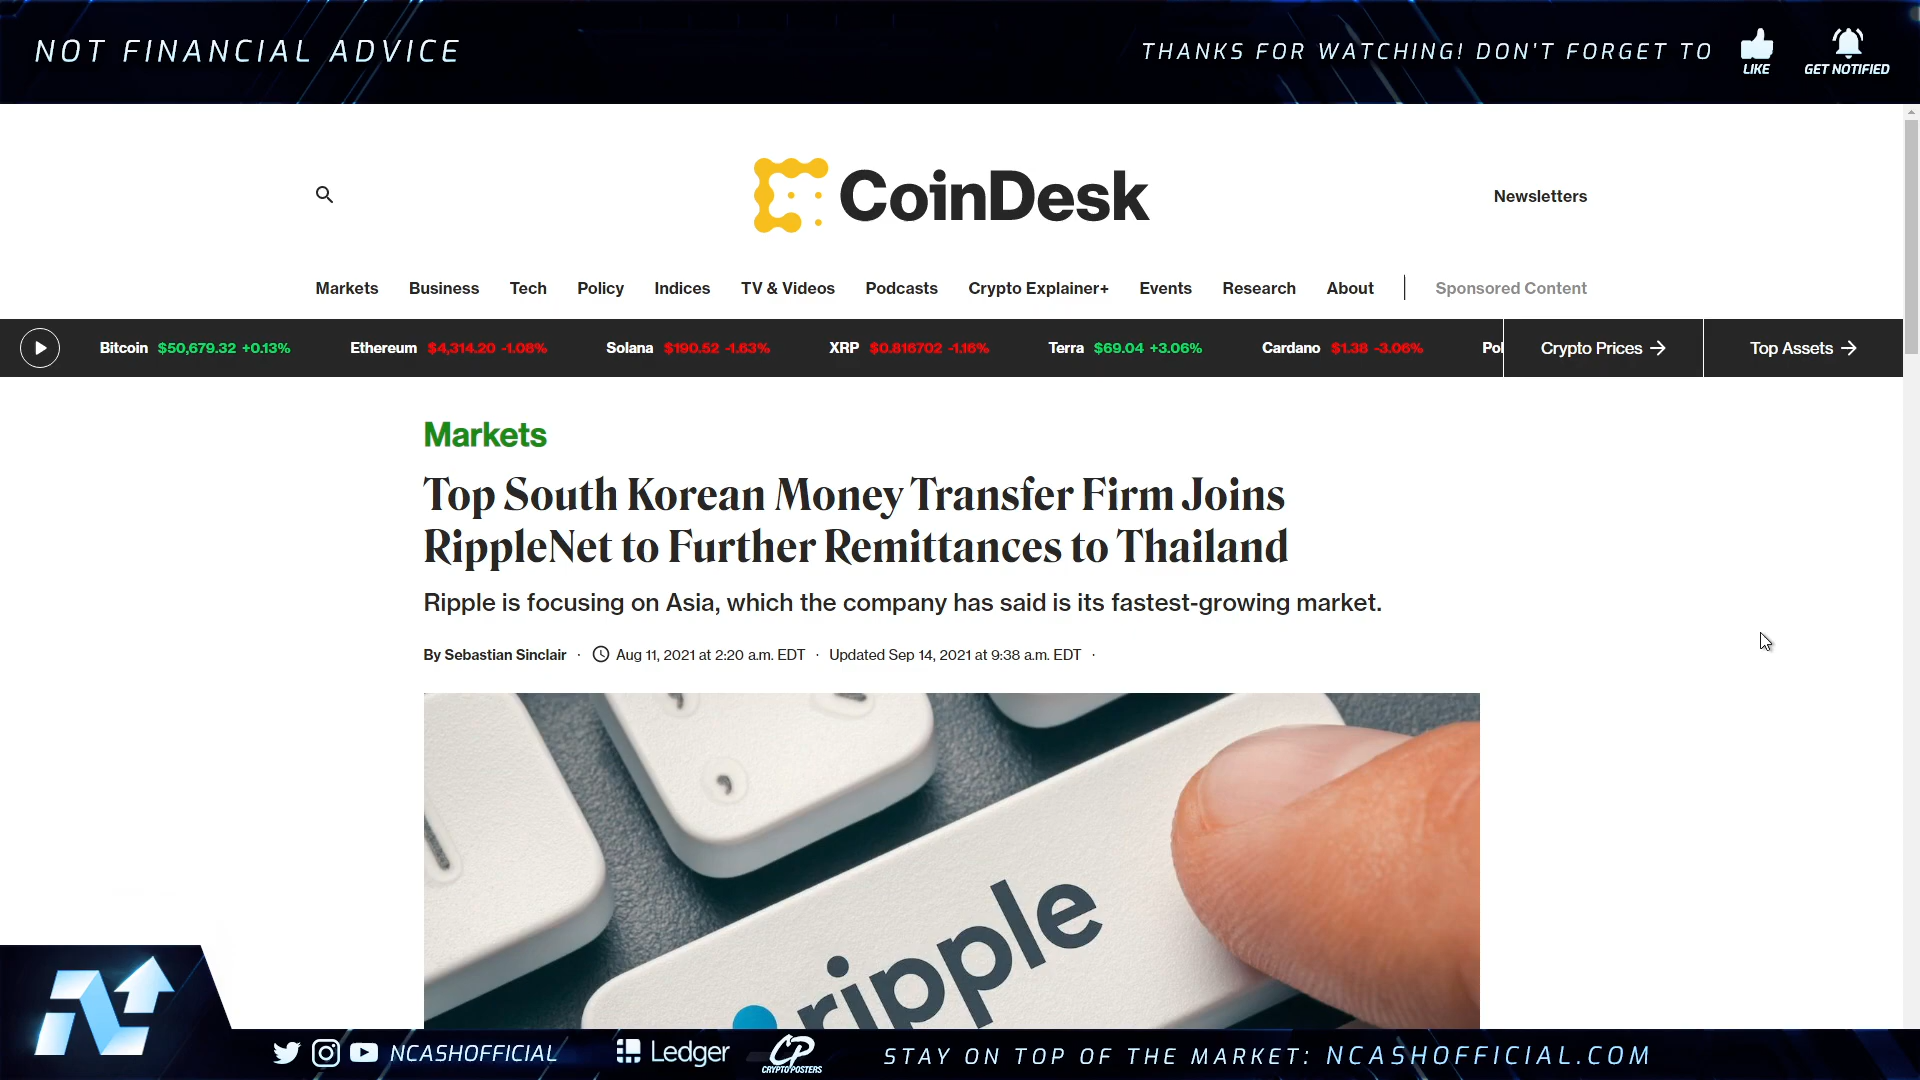 NOT FINANCIAL ADVICE
THANKS FOR WATCHING! DON'T FORGET TO
LIKE
GET NOTIFIED
CoinDesk
Newsletters
Markets Business Tech Policy Indices TV & Videos Podcasts Crypto Explainer+ Events Research About Sponsored Content
Bitcoin $50,679.32 +0.13% Ethereum $4,314.20 -1.08% Solana $190.52 -1.63% XRP $0.816702 -1.16% Terra $69.04 +3.06% Cardano $1.38 -3.06% Pol Crypto Prices → Top Assets →
Markets
Top South Korean Money Transfer Firm Joins
RippleNet to Further Remittances to Thailand
Ripple is focusing on Asia, which the company has said is its fastest-growing market.
By Sebastian Sinclair · Aug 11, 2021 at 2:20 a.m. EDT · Updated Sep 14, 2021 at 9:38 a.m. EDT ·
ripple
NCASHOFFICIAL Ledger CP CRYPTOPOSTERS STAY ON TOP OF THE MARKET: NCASHOFFICIAL.COM